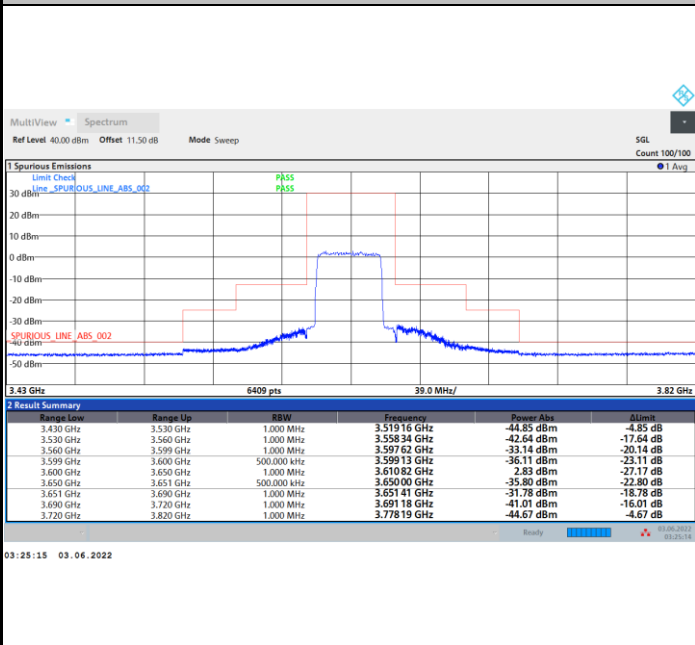 MultiView Spectrum
Ref Level 40.00 dBm Offset 11.50 dB Mode Sweep SGL
Count 100/100
1 Spurious Emissions 1 Avg
Limit Check PASS
Line _SPURIOUS_LINE_ABS_002 PASS
30 dBm
20 dBm
10 dBm
0 dBm
-10 dBm
-20 dBm
-30 dBm
_SPURIOUS_LINE_ABS_002
-40 dBm
-50 dBm
3.43 GHz 6409 pts 39.0 MHz/ 3.82 GHz
2 Result Summary
Range Low Range Up RBW Frequency Power Abs ΔLimit
3.430 GHz 3.530 GHz 1.000 MHz 3.51916 GHz -44.85 dBm -4.85 dB
3.530 GHz 3.560 GHz 1.000 MHz 3.55834 GHz -42.64 dBm -17.64 dB
3.560 GHz 3.599 GHz 1.000 MHz 3.59762 GHz -33.14 dBm -20.14 dB
3.599 GHz 3.600 GHz 500.000 kHz 3.59913 GHz -36.11 dBm -23.11 dB
3.600 GHz 3.650 GHz 1.000 MHz 3.61082 GHz 2.83 dBm -27.17 dB
3.650 GHz 3.651 GHz 500.000 kHz 3.65000 GHz -35.80 dBm -22.80 dB
3.651 GHz 3.690 GHz 1.000 MHz 3.65141 GHz -31.78 dBm -18.78 dB
3.690 GHz 3.720 GHz 1.000 MHz 3.69118 GHz -41.01 dBm -16.01 dB
3.720 GHz 3.820 GHz 1.000 MHz 3.77819 GHz -44.67 dBm -4.67 dB
Ready 03.06.2022
03:25:14
03:25:15 03.06.2022